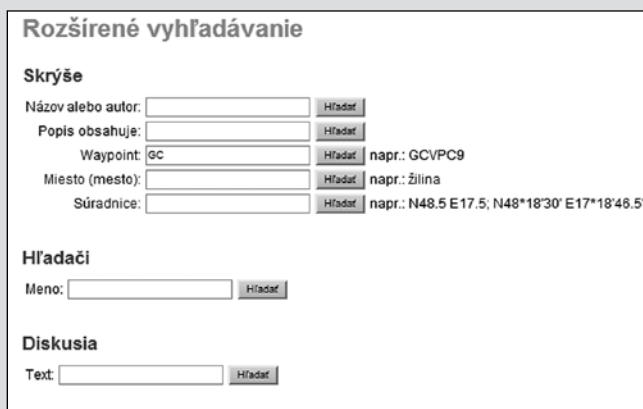 Rozšírené vyhľadávanie
Skrýše
Názov alebo autor: Hľadať
Popis obsahuje: Hľadať
Waypoint: GC Hľadať napr.: GCVPC9
Miesto (mesto): Hľadať napr.: žilina
Súradnice: Hľadať napr.: N48.5 E17.5; N48*18'30' E17*18'46.5'
Hľadači
Meno: Hľadať
Diskusia
Text: Hľadať